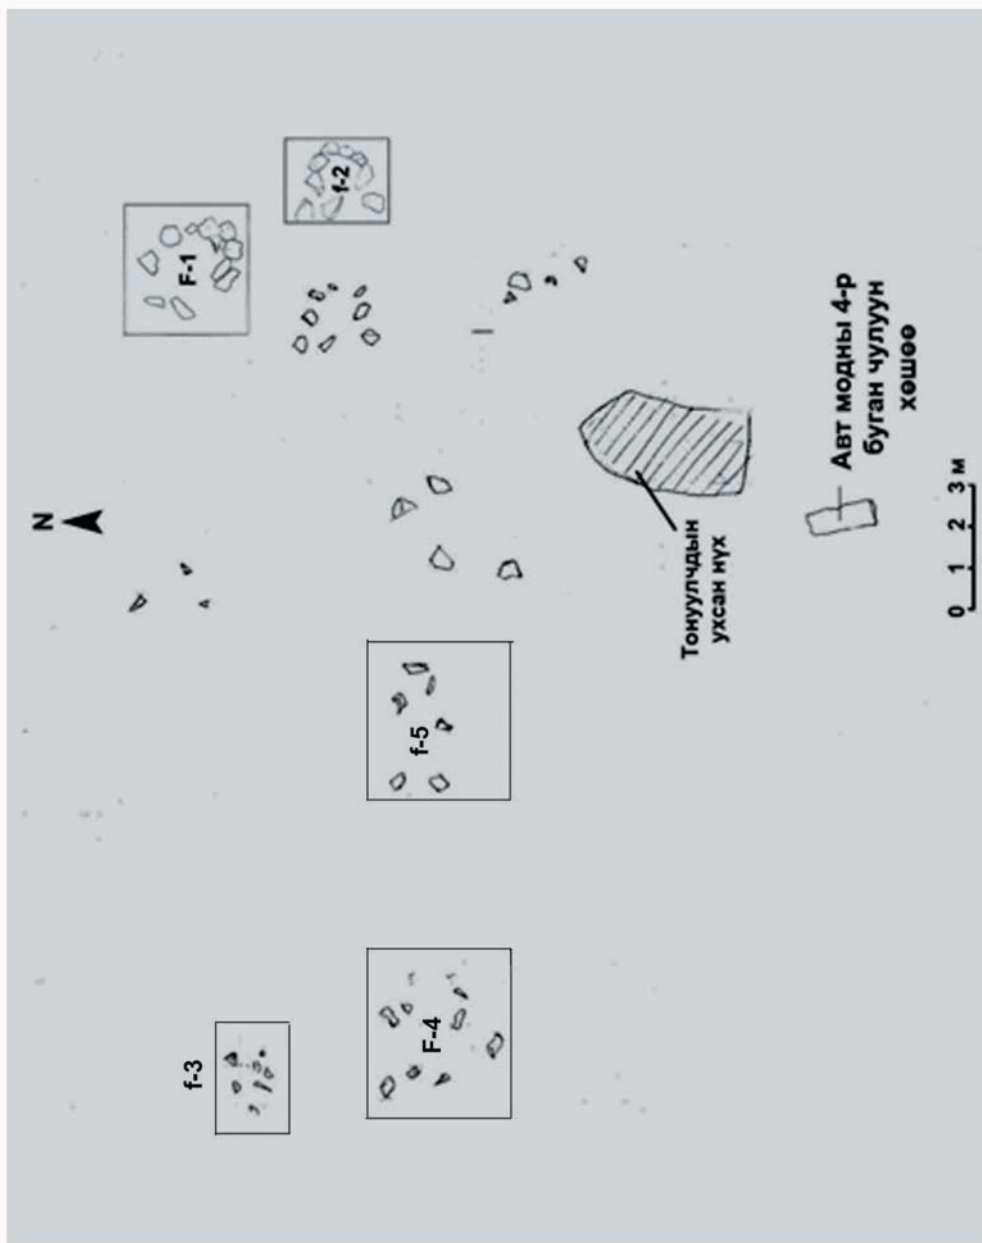 N
F-1
f-2
f-3
F-4
f-5
Тонуулчдын
ухсан нүх
Авт модны 4-р
буган чулуун
хөшөө
0 1 2 3 м